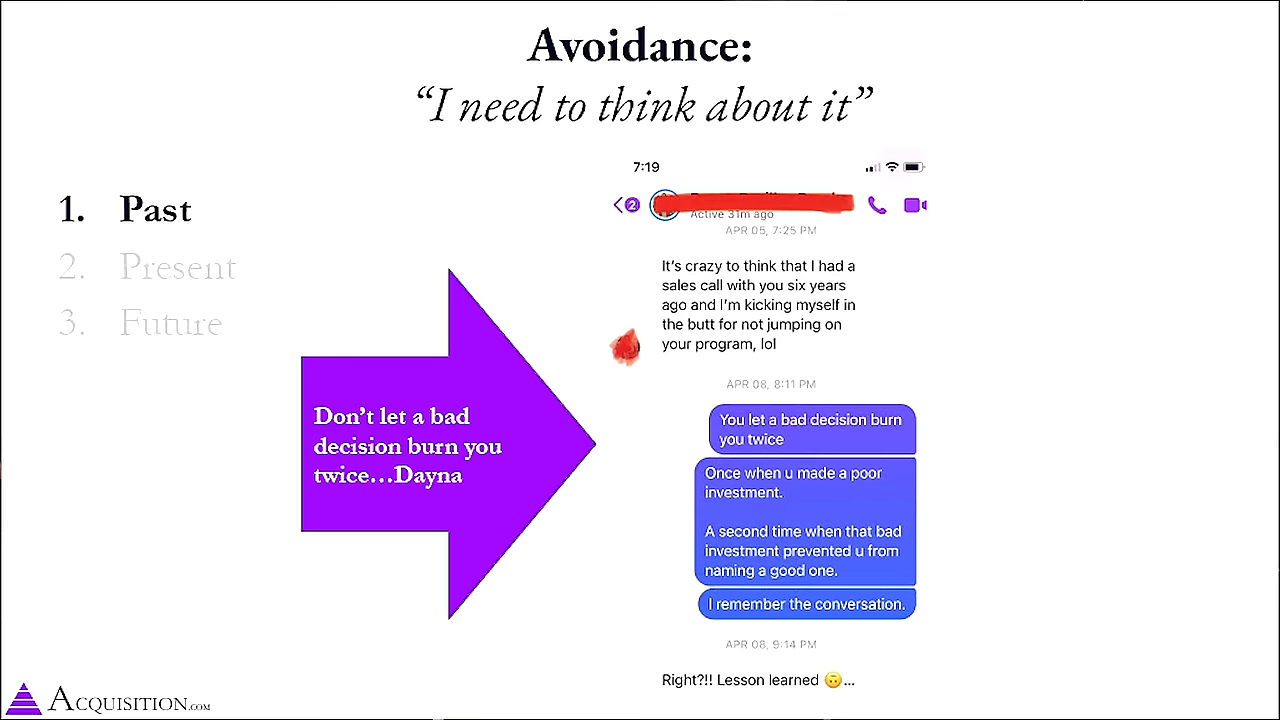 Avoidance:
“I need to think about it”
1. Past
2. Present
3. Future
Don’t let a bad
decision burn you
twice...Dayna
7:19
2
Active 31m ago
APR 05, 7:25 PM
It’s crazy to think that I had a
sales call with you six years
ago and I’m kicking myself in
the butt for not jumping on
your program, lol
APR 08, 8:11 PM
You let a bad decision burn
you twice
Once when u made a poor
investment.
A second time when that bad
investment prevented u from
naming a good one.
I remember the conversation.
APR 08, 9:14 PM
Right?!! Lesson learned 🙃...
ACQUISITION.COM